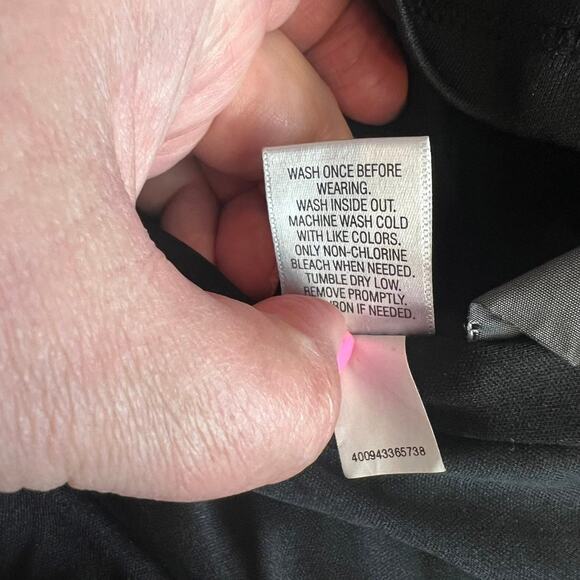 WASH ONCE BEFORE
WEARING.
WASH INSIDE OUT.
MACHINE WASH COLD
WITH LIKE COLORS.
ONLY NON-CHLORINE
BLEACH WHEN NEEDED.
TUMBLE DRY LOW.
REMOVE PROMPTLY.
IRON IF NEEDED.
400943365738